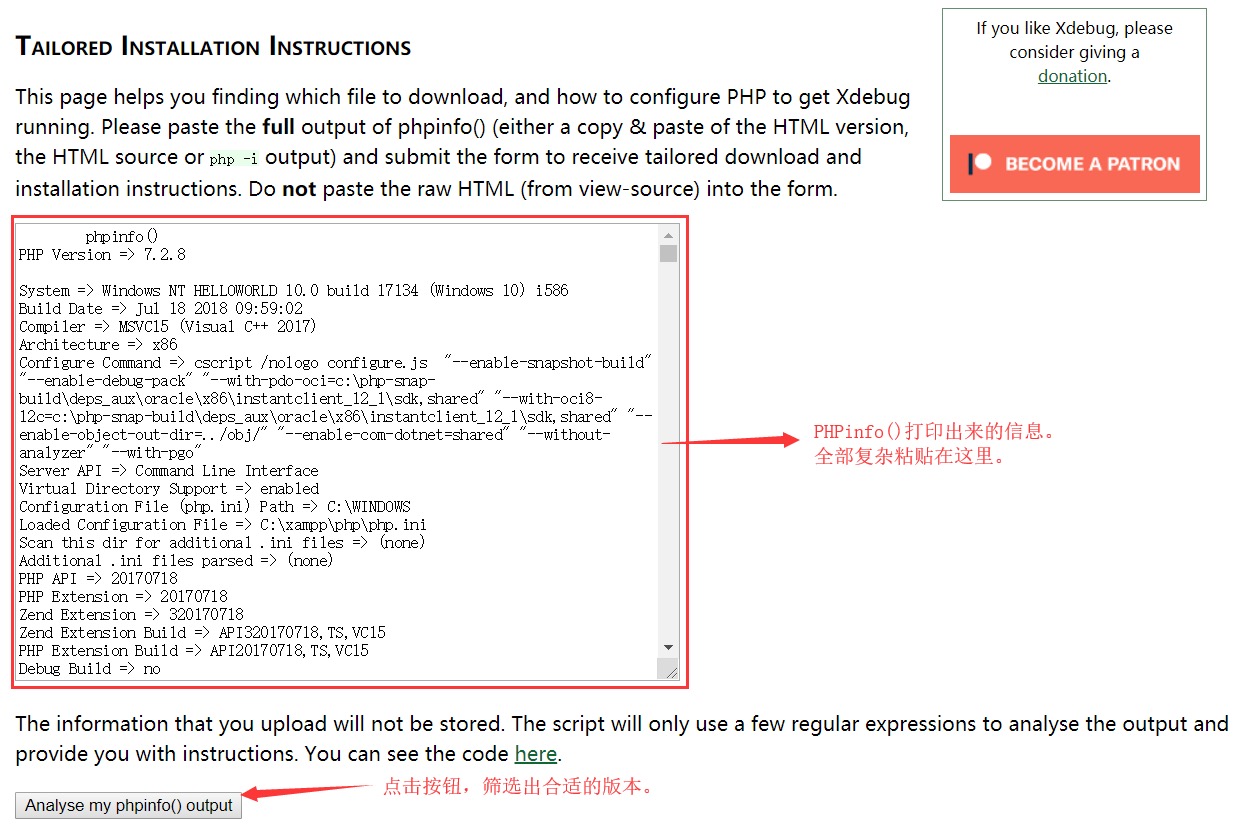 TAILORED INSTALLATION INSTRUCTIONS
This page helps you finding which file to download, and how to configure PHP to get Xdebug
running. Please paste the full output of phpinfo() (either a copy & paste of the HTML version,
the HTML source or php -i output) and submit the form to receive tailored download and
installation instructions. Do not paste the raw HTML (from view-source) into the form.
If you like Xdebug, please
consider giving a
donation.
BECOME A PATRON
phpinfo()
PHP Version => 7.2.8
System => Windows NT HELLOWORLD 10.0 build 17134 (Windows 10) i586
Build Date => Jul 18 2018 09:59:02
Compiler => MSVC15 (Visual C++ 2017)
Architecture => x86
Configure Command => cscript /nologo configure.js  "--enable-snapshot-build"
"--enable-debug-pack" "--with-pdo-oci=c:\php-snap-
build\deps_aux\oracle\x86\instantclient_12_1\sdk,shared" "--with-oci8-
12c=c:\php-snap-build\deps_aux\oracle\x86\instantclient_12_1\sdk,shared" "--
enable-object-out-dir=../obj/" "--enable-com-dotnet=shared" "--without-
analyzer" "--with-pgo"
Server API => Command Line Interface
Virtual Directory Support => enabled
Configuration File (php.ini) Path => C:\WINDOWS
Loaded Configuration File => C:\xampp\php\php.ini
Scan this dir for additional .ini files => (none)
Additional .ini files parsed => (none)
PHP API => 20170718
PHP Extension => 20170718
Zend Extension => 320170718
Zend Extension Build => API320170718,TS,VC15
PHP Extension Build => API20170718,TS,VC15
Debug Build => no
PHPinfo()打印出来的信息。
全部复杂粘贴在这里。
The information that you upload will not be stored. The script will only use a few regular expressions to analyse the output and
provide you with instructions. You can see the code here.
点击按钮，筛选出合适的版本。
Analyse my phpinfo() output